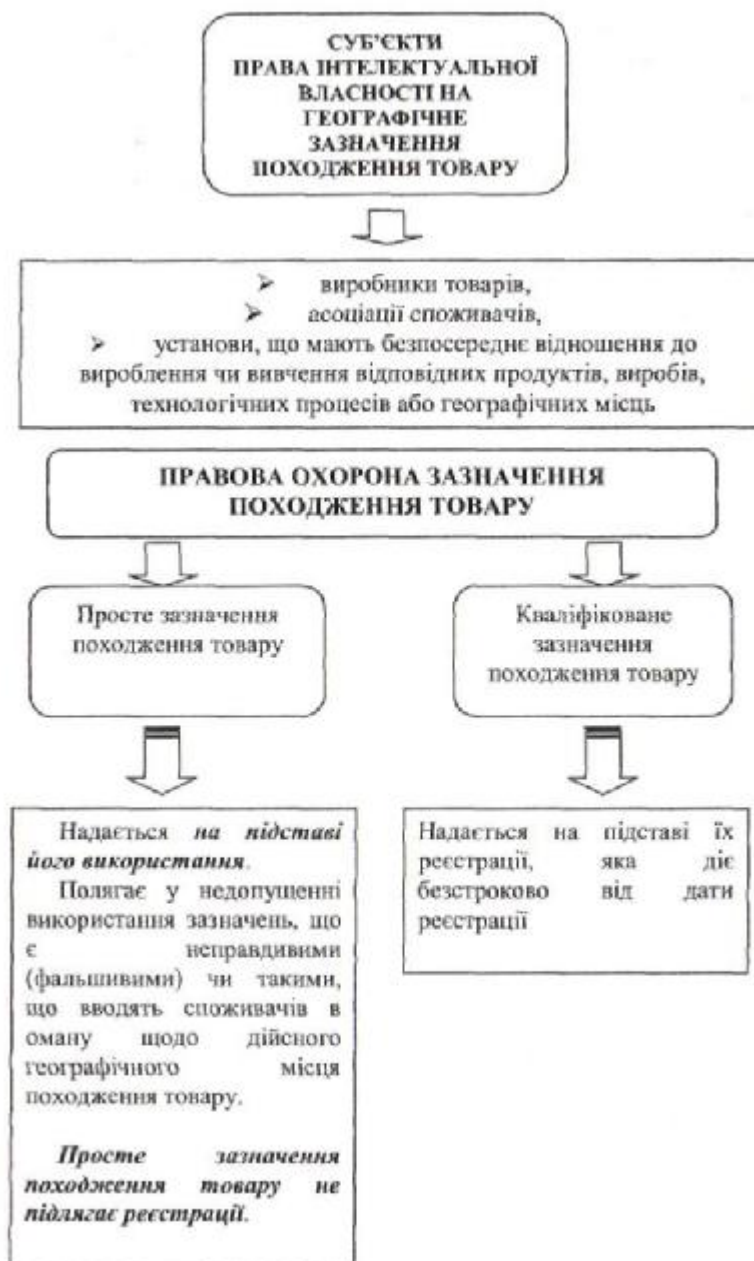 СУБ'ЄКТИ
ПРАВА ІНТЕЛЕКТУАЛЬНОЇ
ВЛАСНОСТІ НА
ГЕОГРАФІЧНЕ
ЗАЗНАЧЕННЯ
ПОХОДЖЕННЯ ТОВАРУ
➢ виробники товарів,
➢ асоціації споживачів,
➢ установи, що мають безпосереднє відношення до
вироблення чи вивчення відповідних продуктів, виробів,
технологічних процесів або географічних місць
ПРАВОВА ОХОРОНА ЗАЗНАЧЕННЯ
ПОХОДЖЕННЯ ТОВАРУ
Просте зазначення
походження товару
Кваліфіковане
зазначення
походження товару
Надається на підставі
його використання.
Полягає у недопущенні
використання зазначень, що
є неправдивими
(фальшивими) чи такими,
що вводять споживачів в
оману щодо дійсного
географічного місця
походження товару.
Просте зазначення
походження товару не
підлягає реєстрації.
Надається на підставі їх
реєстрації, яка діє
безстроково від дати
реєстрації